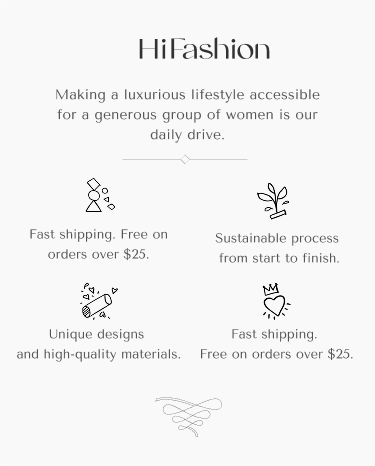 HiFashion
Making a luxurious lifestyle accessible
for a generous group of women is our
daily drive.
Fast shipping. Free on
orders over $25.
Sustainable process
from start to finish.
Unique designs
and high-quality materials.
Fast shipping.
Free on orders over $25.